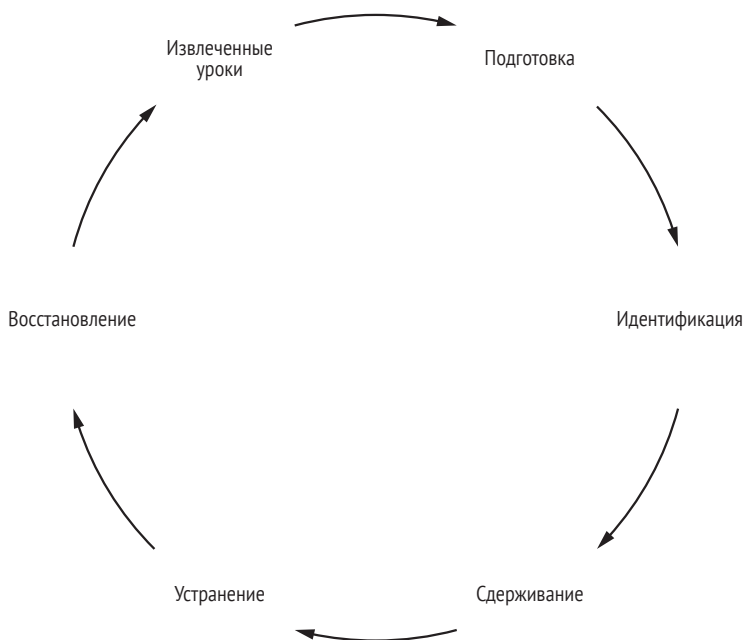 Извлеченные
уроки
Подготовка
Восстановление
Идентификация
Устранение
Сдерживание